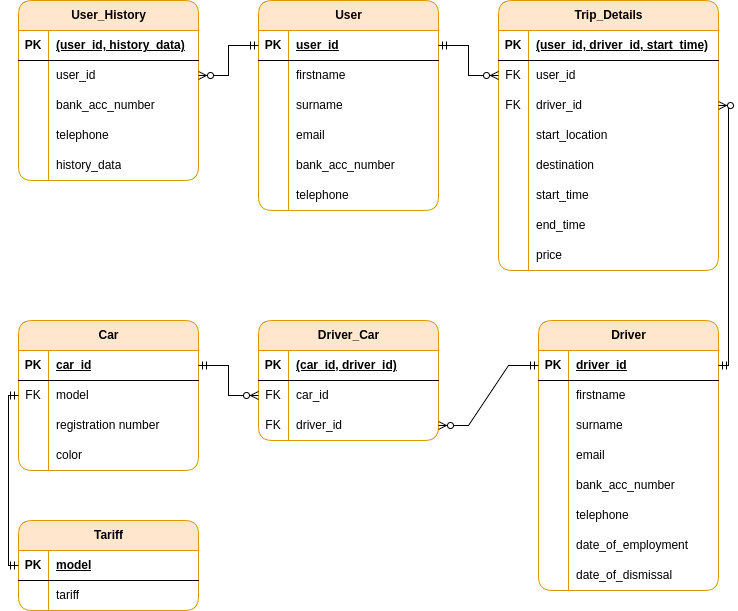 User_History
PK (user_id, history_data)
user_id
bank_acc_number
telephone
history_data
User
PK user_id
firstname
surname
email
bank_acc_number
telephone
Trip_Details
PK (user_id, driver_id, start_time)
FK user_id
FK driver_id
start_location
destination
start_time
end_time
price
Car
PK car_id
FK model
registration number
color
Driver_Car
PK (car_id, driver_id)
FK car_id
FK driver_id
Driver
PK driver_id
firstname
surname
email
bank_acc_number
telephone
date_of_employment
date_of_dismissal
Tariff
PK model
tariff